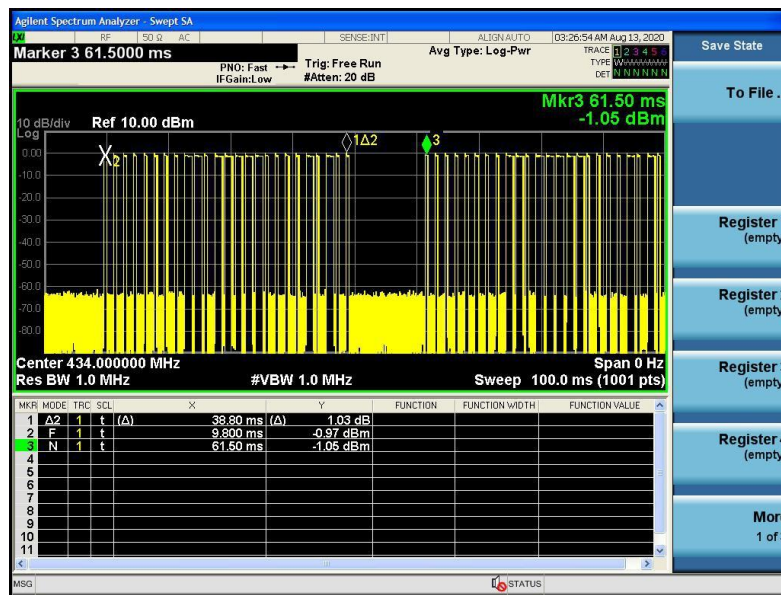 Agilent Spectrum Analyzer - Swept SA
LXI RF 50 Ω AC SENSE:INT ALIGN AUTO 03:26:54 AM Aug 13, 2020
Marker 3 61.5000 ms
PNO: Fast
IFGain:Low
Trig: Free Run
#Atten: 20 dB
Avg Type: Log-Pwr
TRACE 1 2 3 4 5 6
TYPE WWWWWW
DET N N N N N N
Mkr3 61.50 ms
-1.05 dBm
10 dB/div Ref 10.00 dBm
Log
1Δ2
3
2
0.00
-10.0
-20.0
-30.0
-40.0
-50.0
-60.0
-70.0
-80.0
Center 434.000000 MHz Span 0 Hz
Res BW 1.0 MHz #VBW 1.0 MHz Sweep 100.0 ms (1001 pts)
MKR MODE TRC SCL X Y FUNCTION FUNCTION WIDTH FUNCTION VALUE
1 Δ2 1 t (Δ) 38.80 ms (Δ) 1.03 dB
2 F 1 t 9.800 ms -0.97 dBm
3 N 1 t 61.50 ms -1.05 dBm
4
5
6
7
8
9
10
11
MSG STATUS
Save State
To File .
Register
(empty
Register
(empty
Register
(empty
Register
(empty
More
1 of